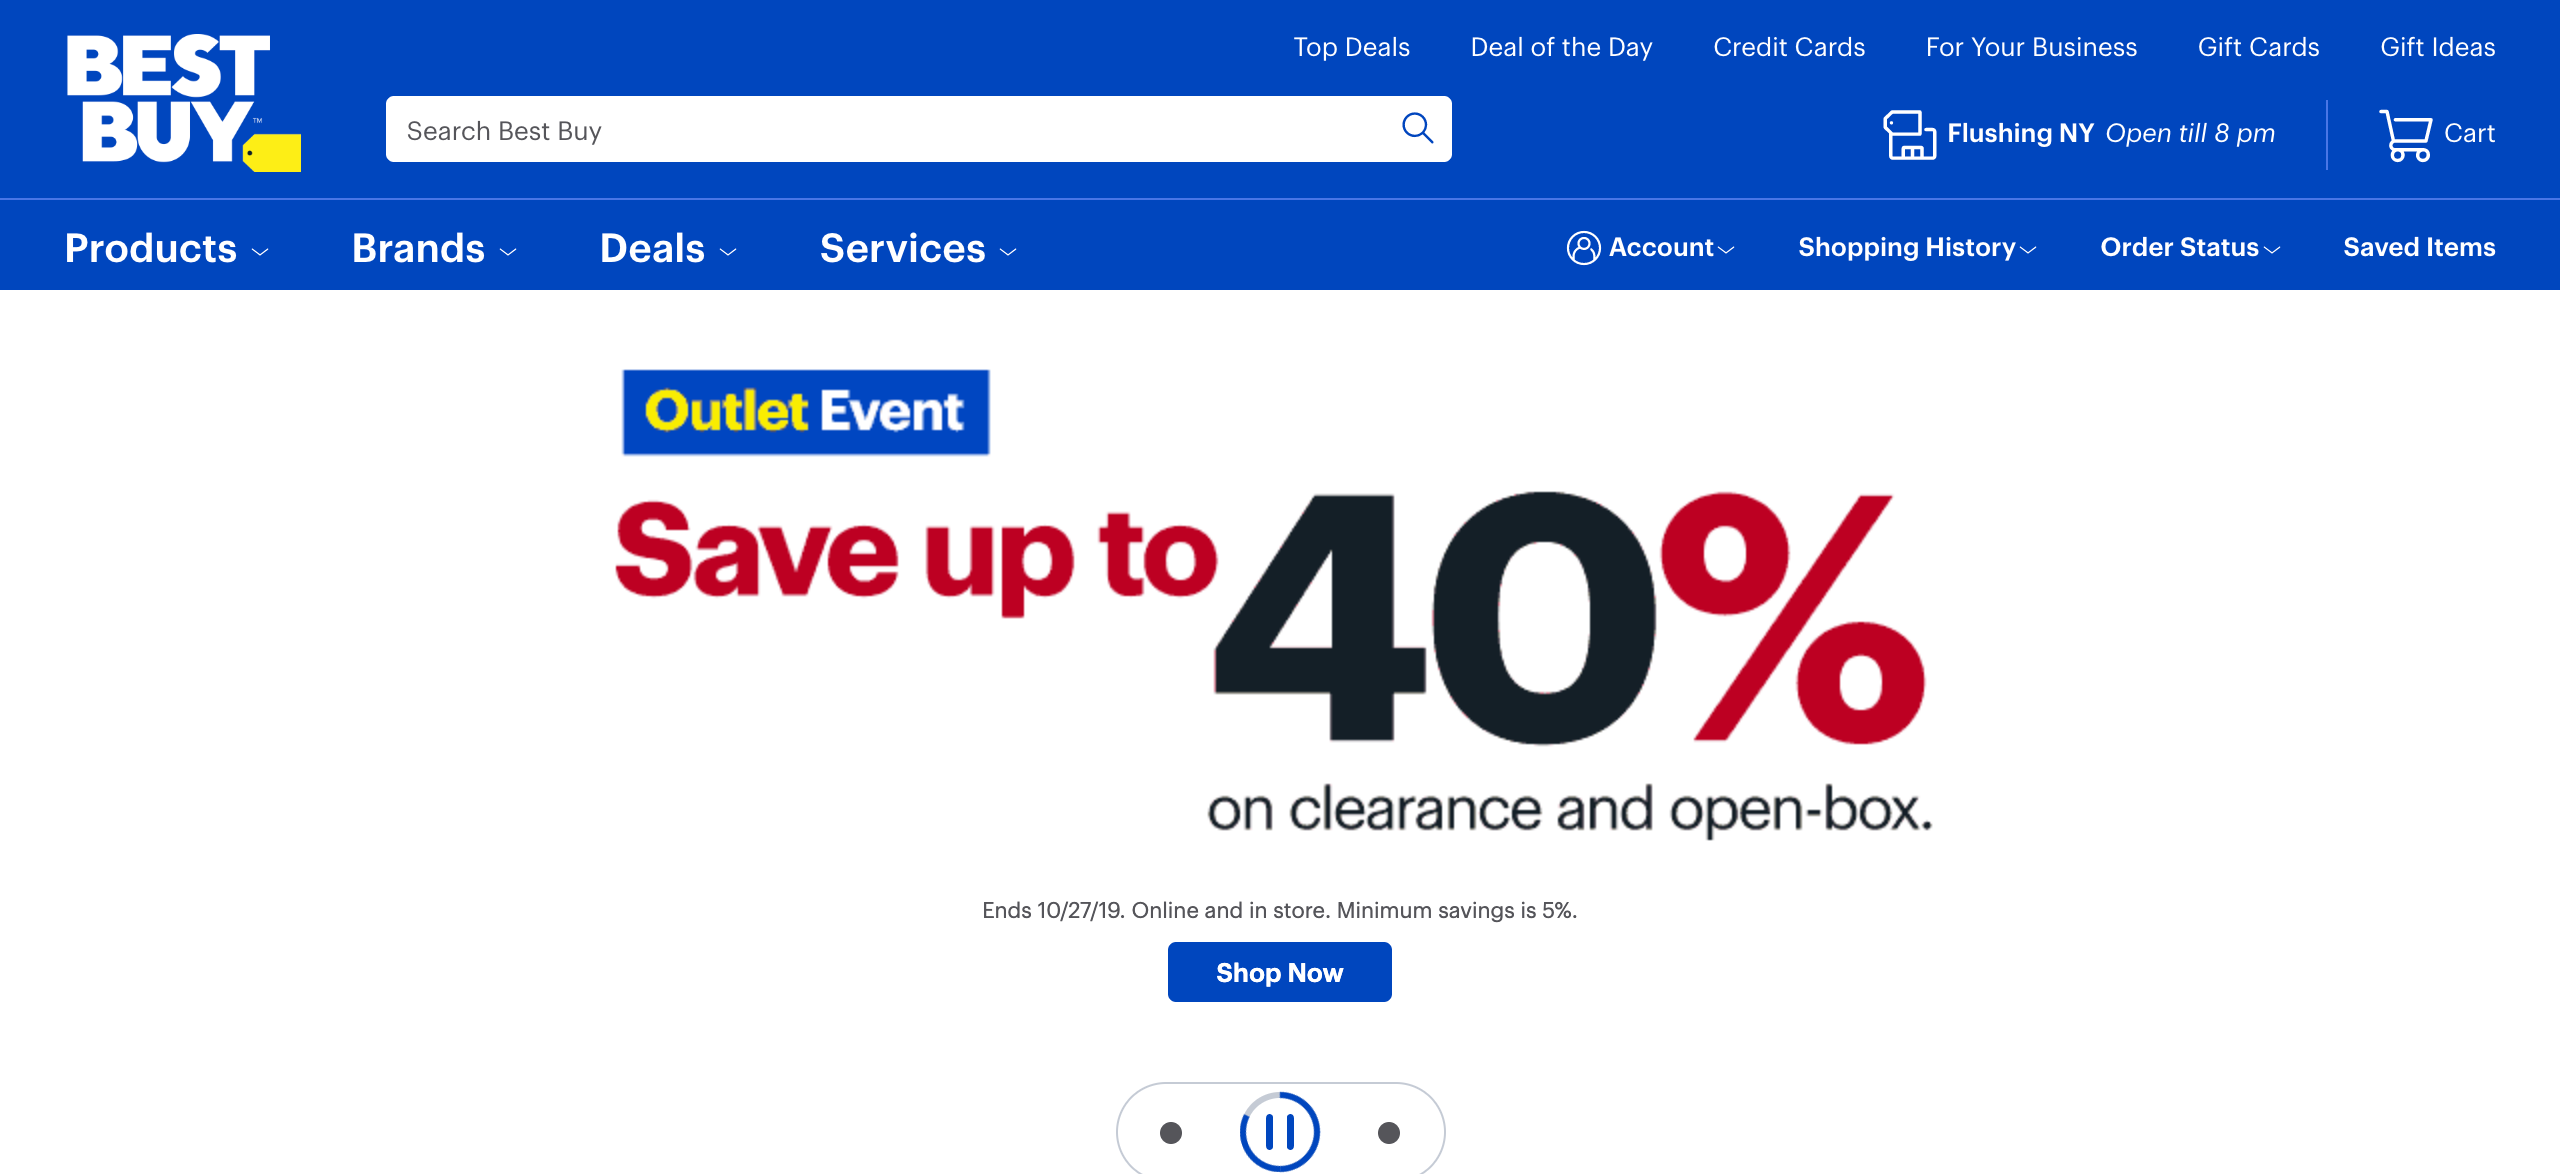 BEST
BUY™
Top Deals Deal of the Day Credit Cards For Your Business Gift Cards Gift Ideas
Search Best Buy
Flushing NY Open till 8 pm Cart
Products Brands Deals Services Account Shopping History Order Status Saved Items
Outlet Event
Save up to 40%
on clearance and open-box.
Ends 10/27/19. Online and in store. Minimum savings is 5%.
Shop Now